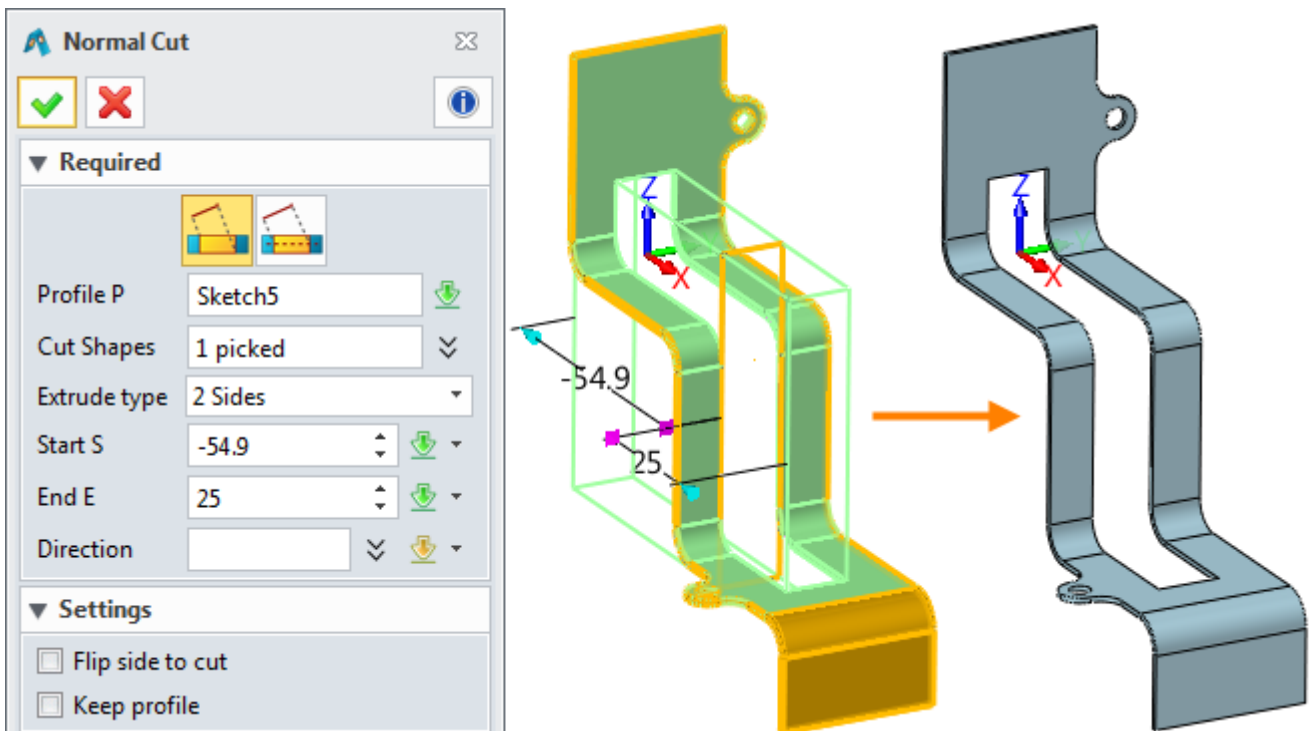 Normal Cut
Required
Profile P Sketch5
Cut Shapes 1 picked
Extrude type 2 Sides
Start S -54.9
End E 25
Direction
Settings
Flip side to cut
Keep profile
Z
X
-54.9
25
Z
Y
X